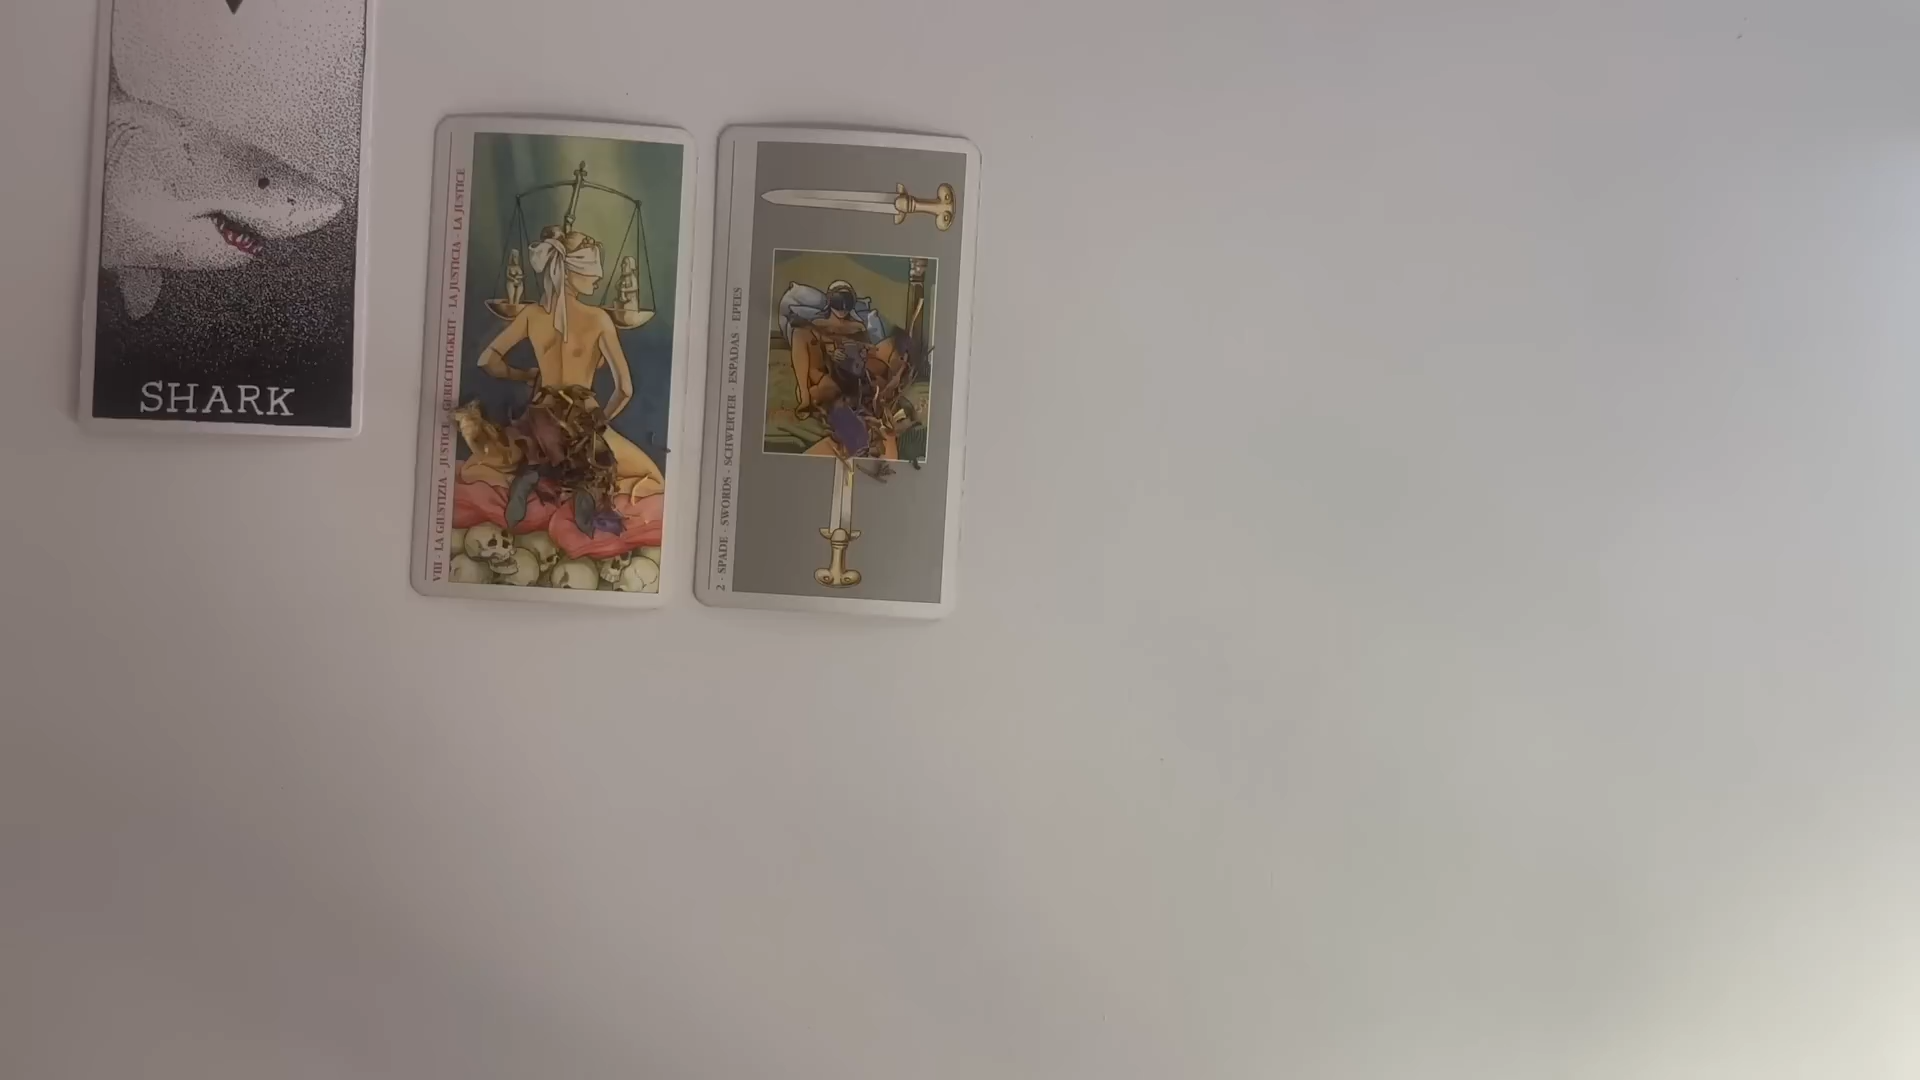 SHARK
VIII · LA GIUSTIZIA · JUSTICE · GERECHTIGKEIT · LA JUSTICIA · LA JUSTICE
2 · SPADE · SWORDS · SCHWERTER · ESPADAS · EPEES